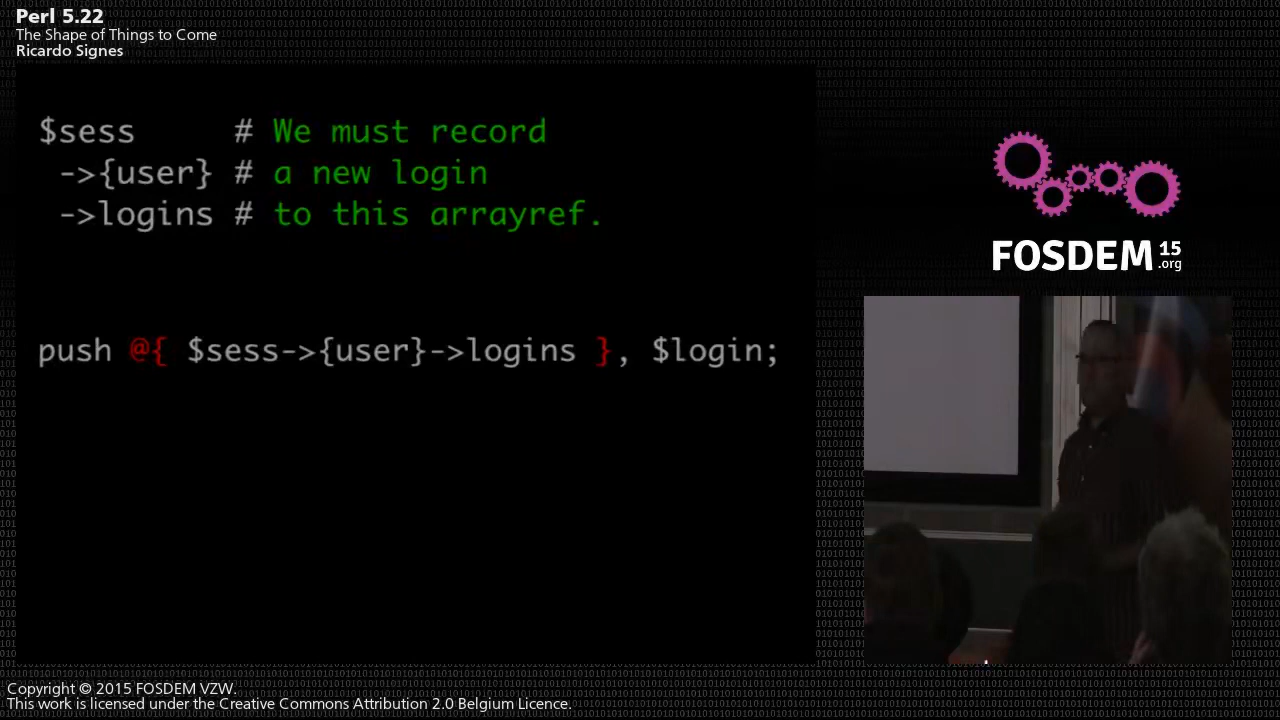 Perl 5.22
The Shape of Things to Come
Ricardo Signes
$sess     # We must record
 ->{user} # a new login
 ->logins # to this arrayref.
push @{ $sess->{user}->logins }, $login;
FOSDEM 15
.org
Copyright © 2015 FOSDEM VZW.
This work is licensed under the Creative Commons Attribution 2.0 Belgium Licence.